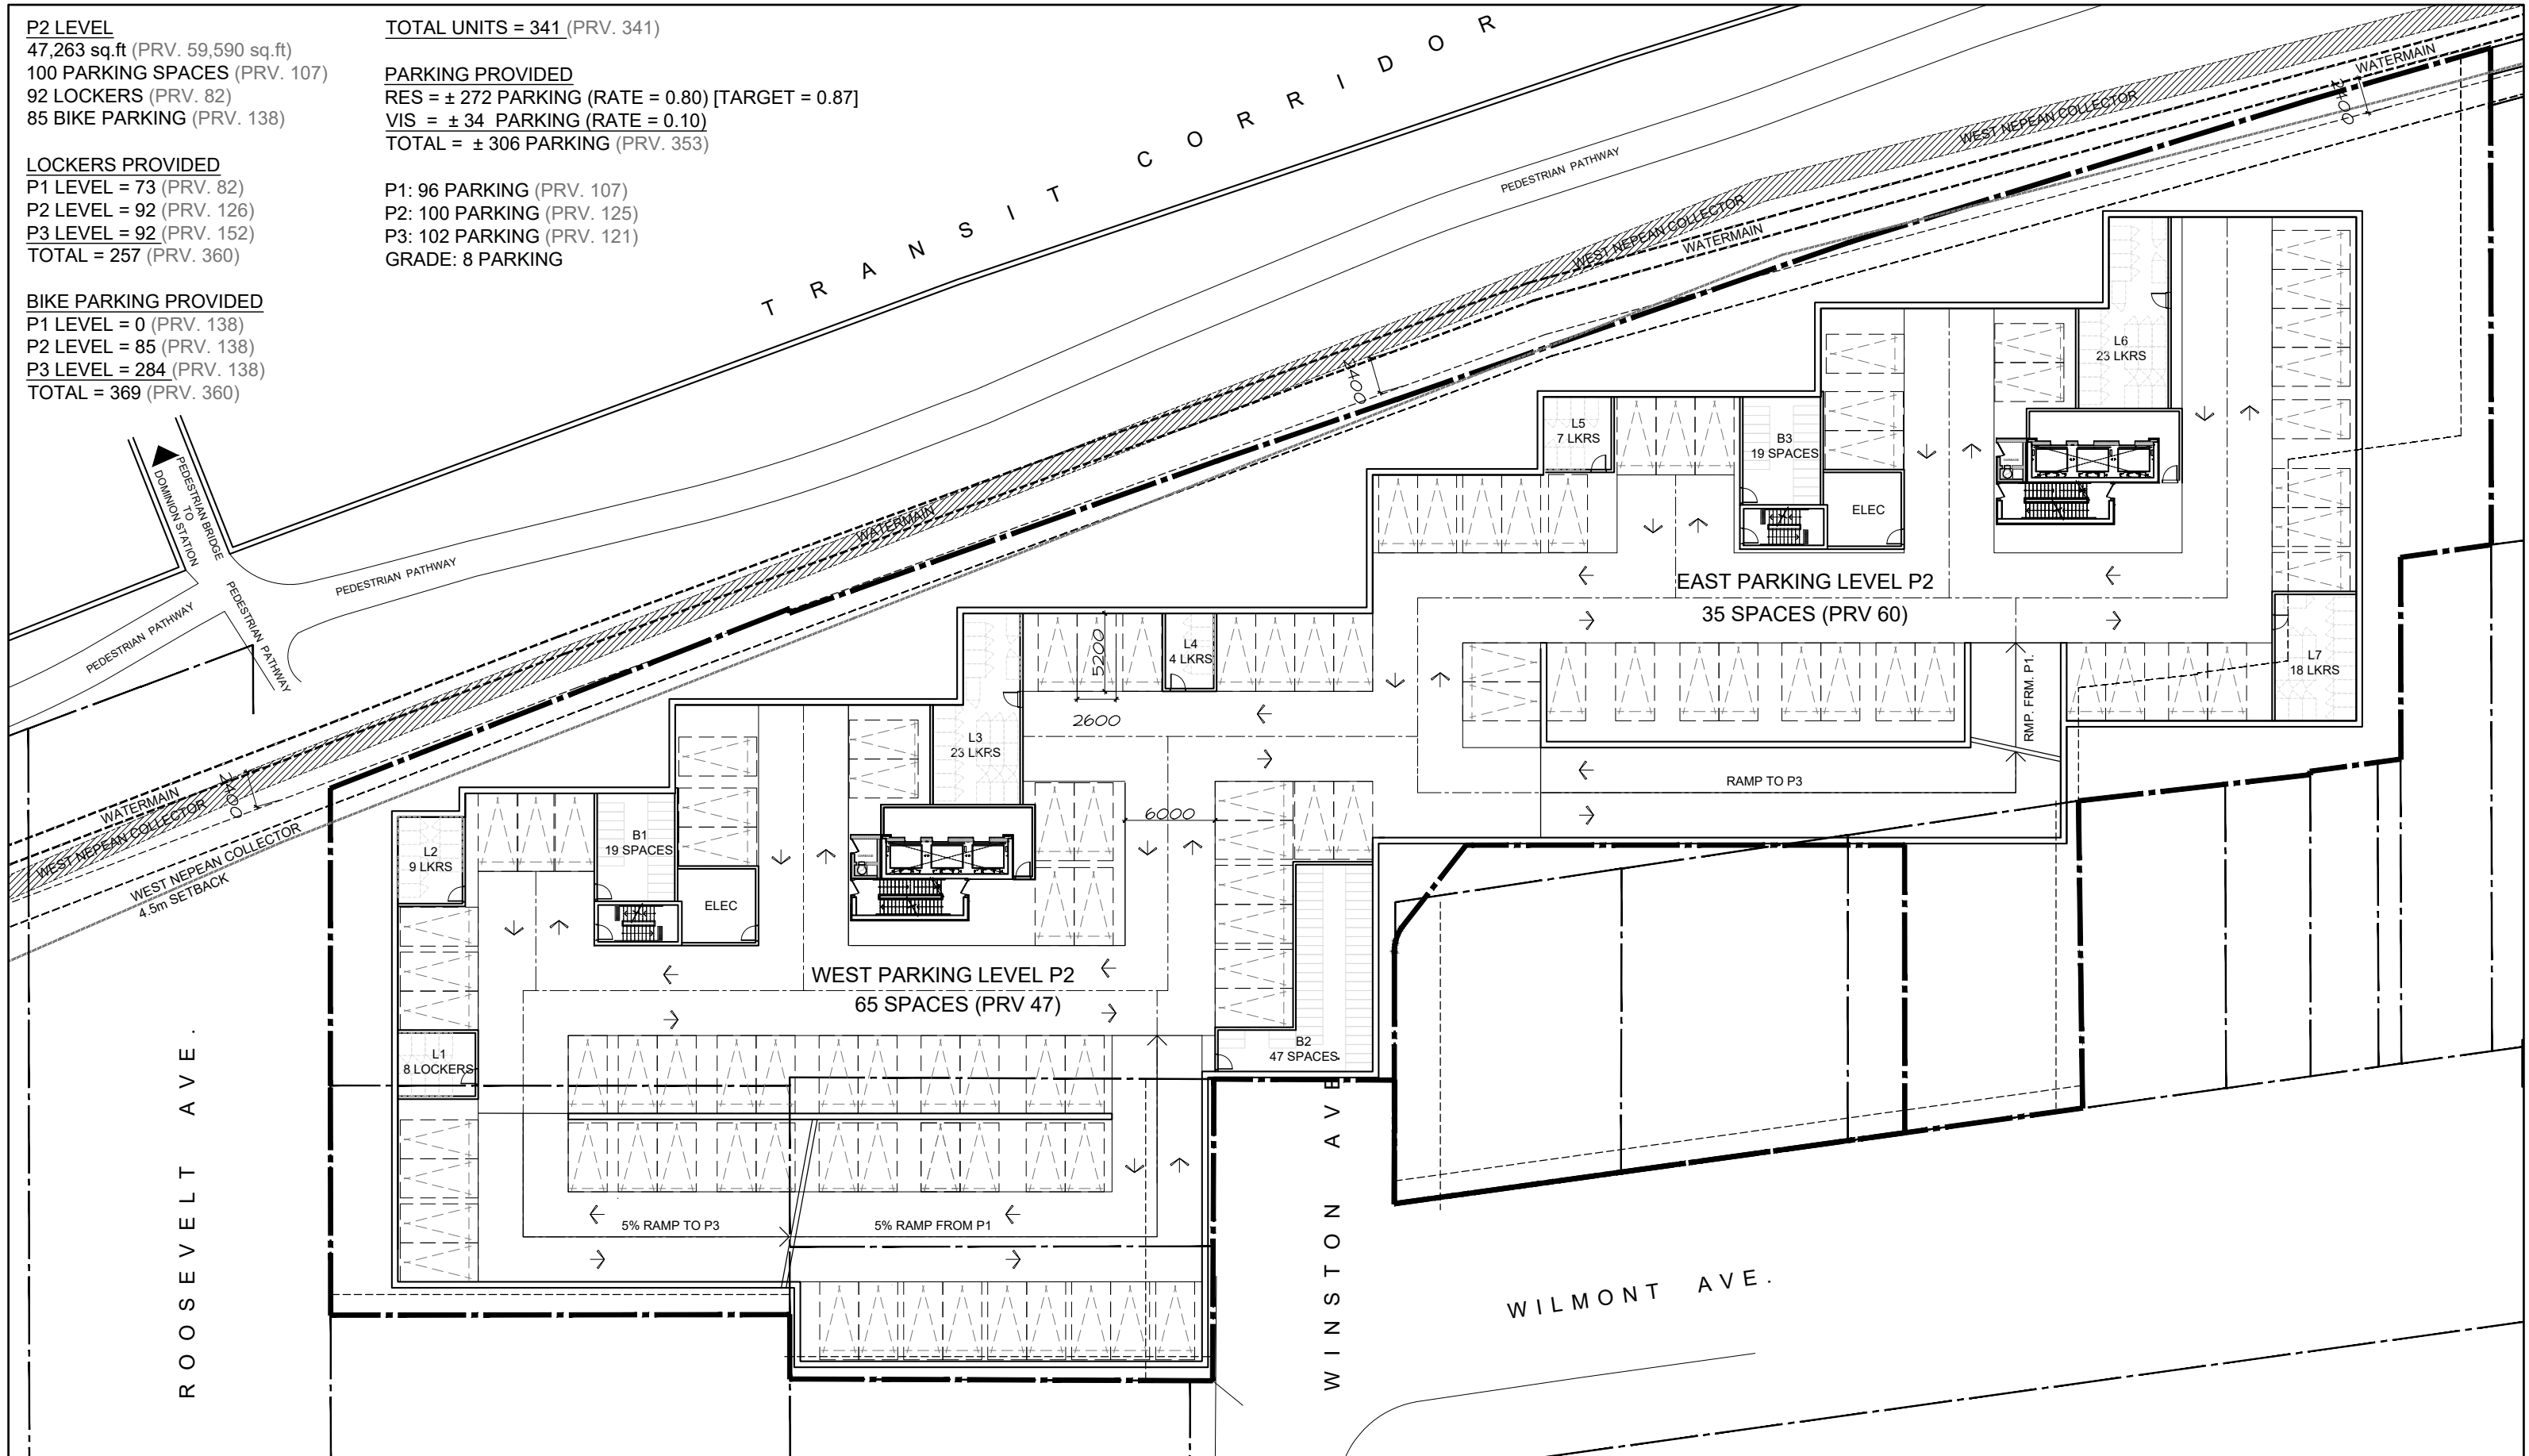 P2 LEVEL
47,263 sq.ft (PRV. 59,590 sq.ft)
100 PARKING SPACES (PRV. 107)
92 LOCKERS (PRV. 82)
85 BIKE PARKING (PRV. 138)
LOCKERS PROVIDED
P1 LEVEL = 73 (PRV. 82)
P2 LEVEL = 92 (PRV. 126)
P3 LEVEL = 92 (PRV. 152)
TOTAL = 257 (PRV. 360)
BIKE PARKING PROVIDED
P1 LEVEL = 0 (PRV. 138)
P2 LEVEL = 85 (PRV. 138)
P3 LEVEL = 284 (PRV. 138)
TOTAL = 369 (PRV. 360)
TOTAL UNITS = 341 (PRV. 341)
PARKING PROVIDED
RES = ± 272 PARKING (RATE = 0.80) [TARGET = 0.87]
VIS = ± 34 PARKING (RATE = 0.10)
TOTAL = ± 306 PARKING (PRV. 353)
P1: 96 PARKING (PRV. 107)
P2: 100 PARKING (PRV. 125)
P3: 102 PARKING (PRV. 121)
GRADE: 8 PARKING
TRANSIT CORRIDOR
WATERMAIN
WEST NEPEAN COLLECTOR
2400
PEDESTRIAN PATHWAY
WEST NEPEAN COLLECTOR
WATERMAIN
2400
L6
23 LKRS
L5
7 LKRS
B3
19 SPACES
ELEC
PEDESTRIAN BRIDGE
TO
DOMINION STATION
PEDESTRIAN PATHWAY
PEDESTRIAN PATHWAY
PEDESTRIAN PATHWAY
WATERMAIN
EAST PARKING LEVEL P2
35 SPACES (PRV 60)
L4
4 LKRS
5200
2600
L7
18 LKRS
RMP. FRM. P1.
RAMP TO P3
L3
23 LKRS
6000
WATERMAIN
WEST NEPEAN COLLECTOR
2400
WEST NEPEAN COLLECTOR
4.5m SETBACK
L2
9 LKRS
B1
19 SPACES
ELEC
WEST PARKING LEVEL P2
65 SPACES (PRV 47)
L1
8 LOCKERS
B2
47 SPACES
5% RAMP TO P3
5% RAMP FROM P1
ROOSEVELT AVE.
WINSTON AVE
WILMONT AVE.